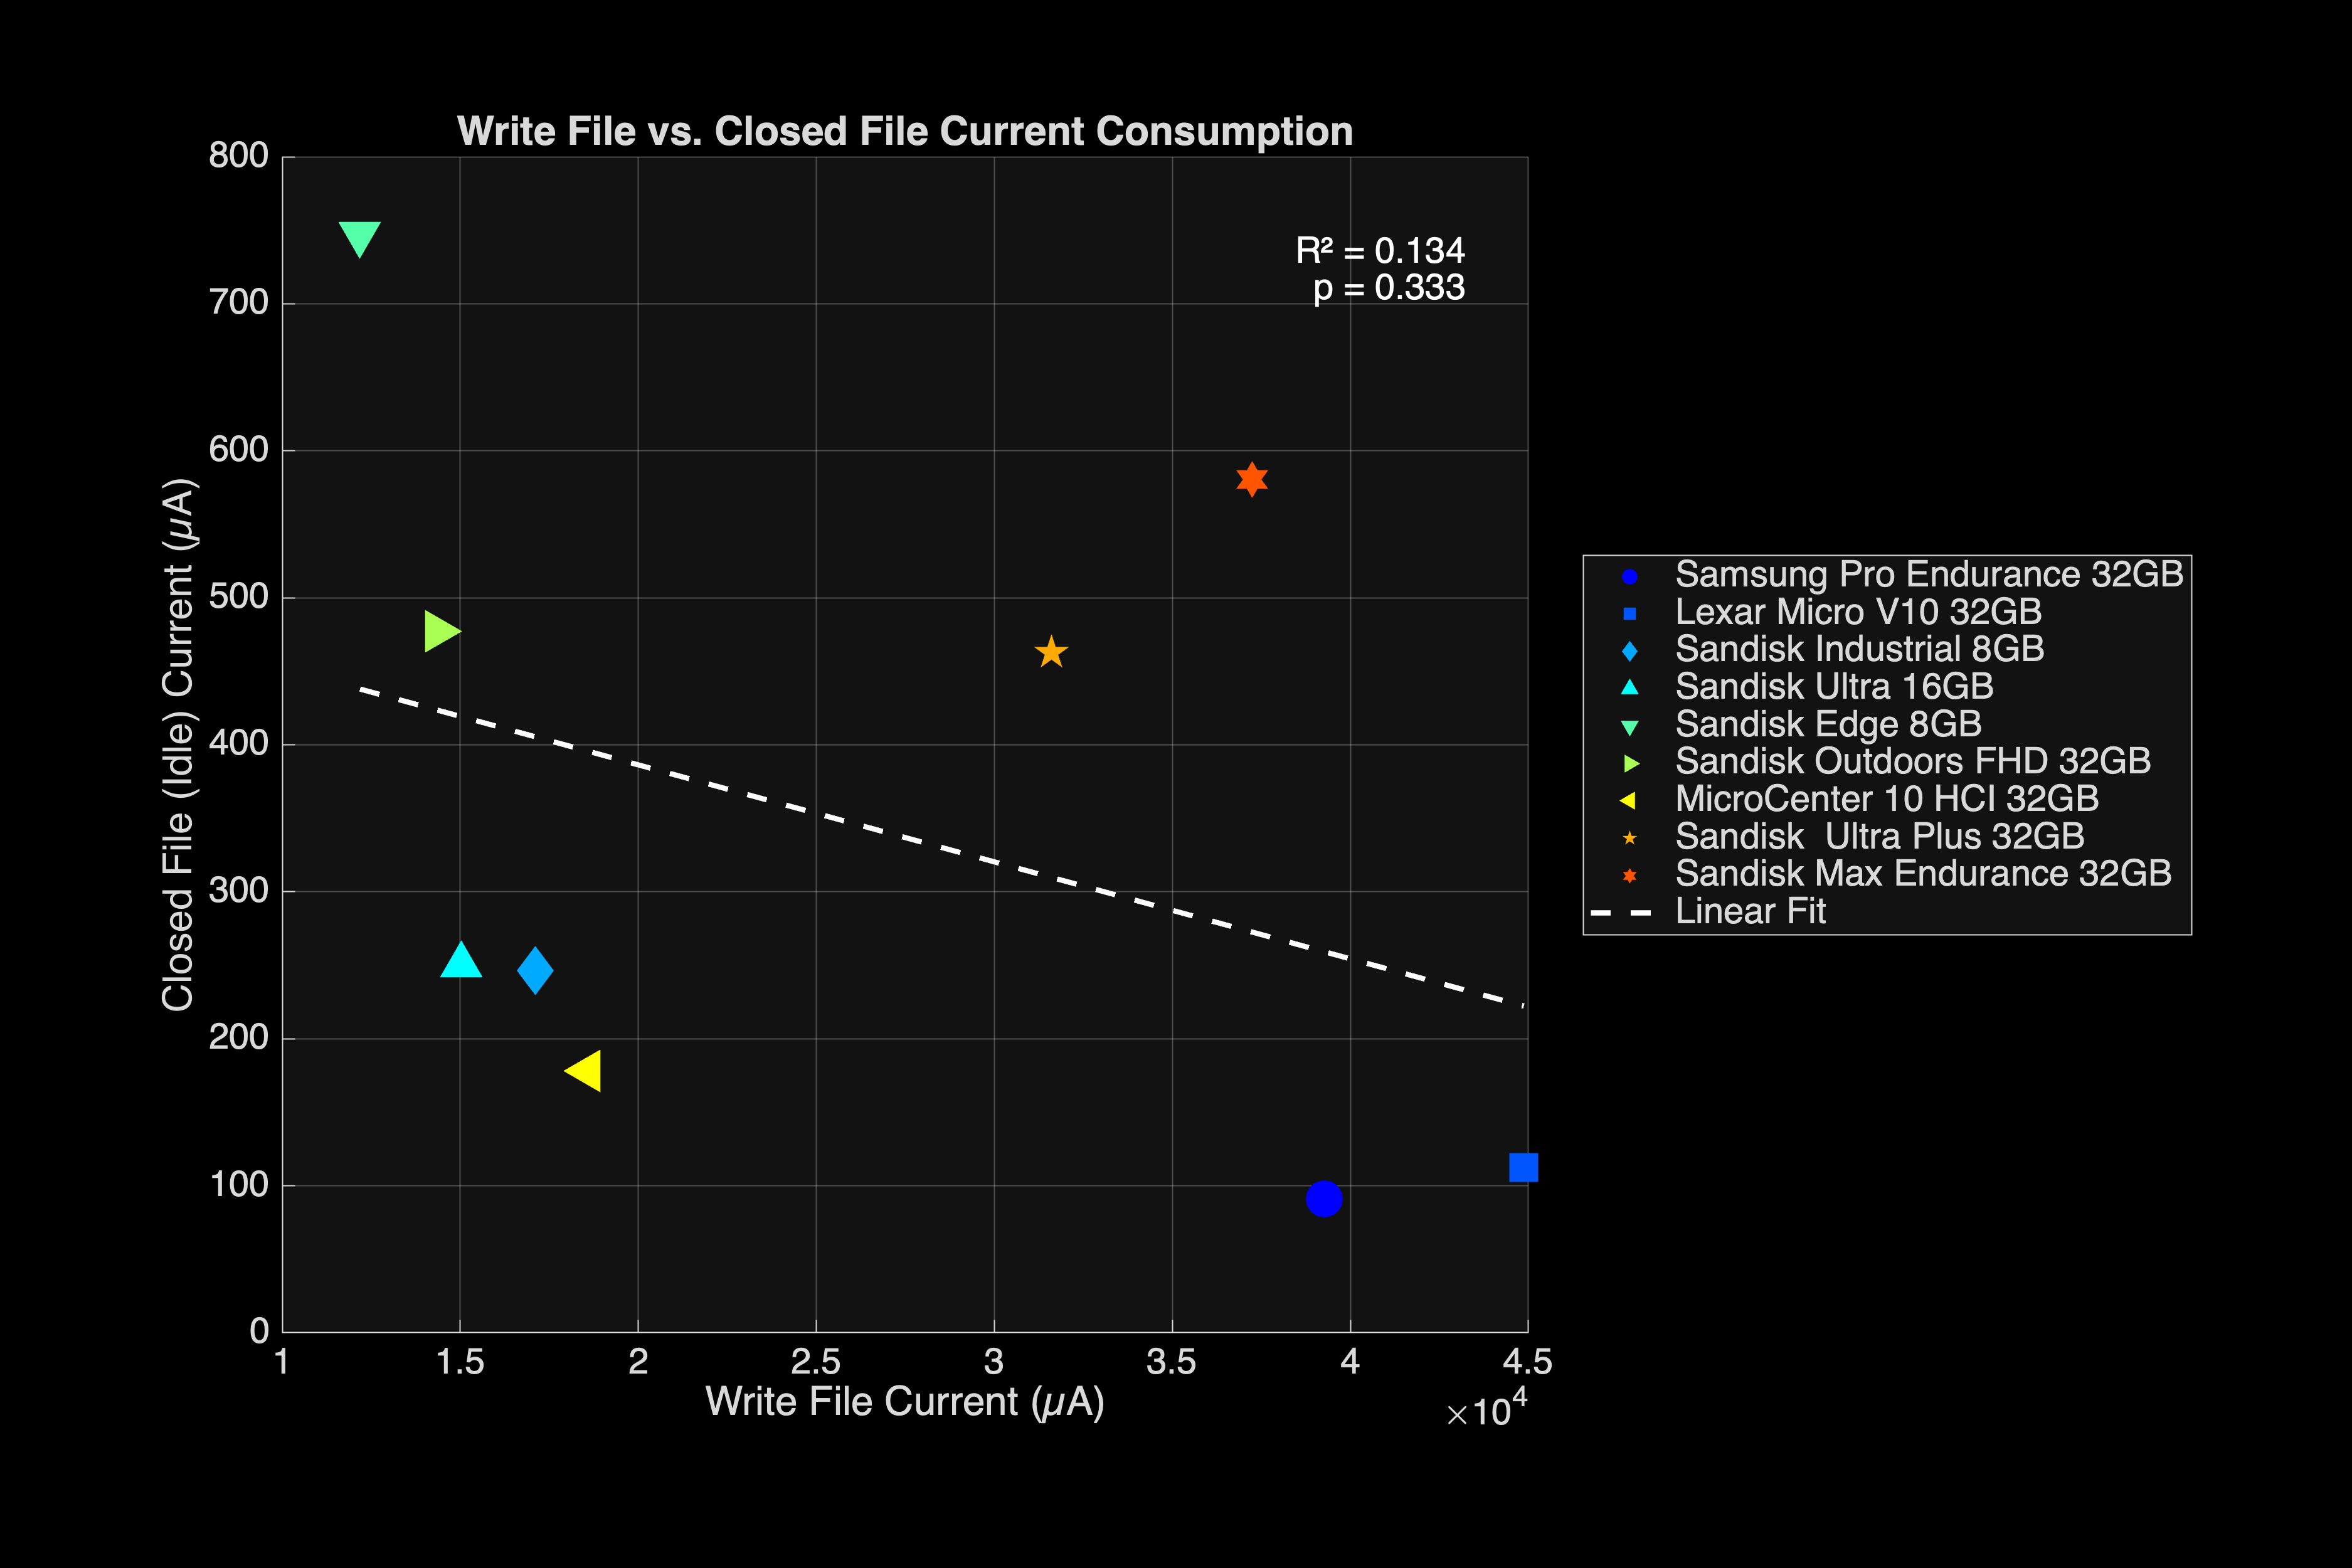 Write File vs. Closed File Current Consumption
800
700
600
500
400
300
200
100
0
Closed File (Idle) Current (µA)
R² = 0.134
p = 0.333
1 1.5 2 2.5 3 3.5 4 4.5
Write File Current (µA)
×10⁴
Samsung Pro Endurance 32GB
Lexar Micro V10 32GB
Sandisk Industrial 8GB
Sandisk Ultra 16GB
Sandisk Edge 8GB
Sandisk Outdoors FHD 32GB
MicroCenter 10 HCI 32GB
Sandisk  Ultra Plus 32GB
Sandisk Max Endurance 32GB
Linear Fit